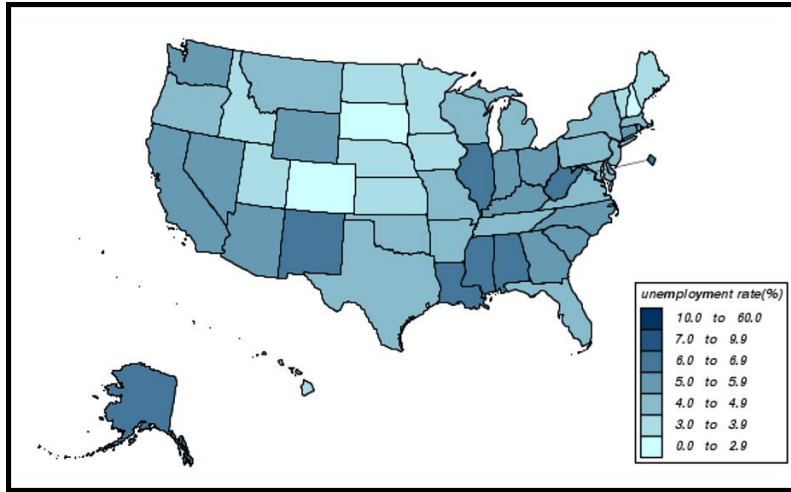 unemployment rate(%)
10.0 to 60.0
7.0 to 9.9
6.0 to 6.9
5.0 to 5.9
4.0 to 4.9
3.0 to 3.9
0.0 to 2.9